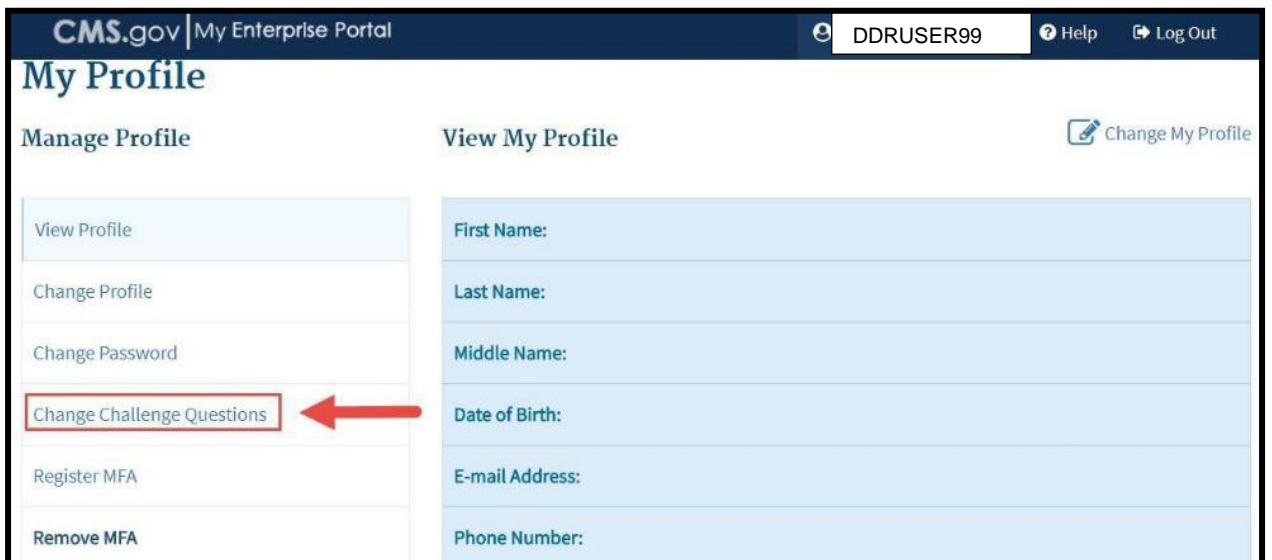 CMS.gov My Enterprise Portal
DDRUSER99
Help
Log Out
My Profile
Manage Profile
View My Profile
Change My Profile
View Profile
Change Profile
Change Password
Change Challenge Questions
Register MFA
Remove MFA
First Name:
Last Name:
Middle Name:
Date of Birth:
E-mail Address:
Phone Number: